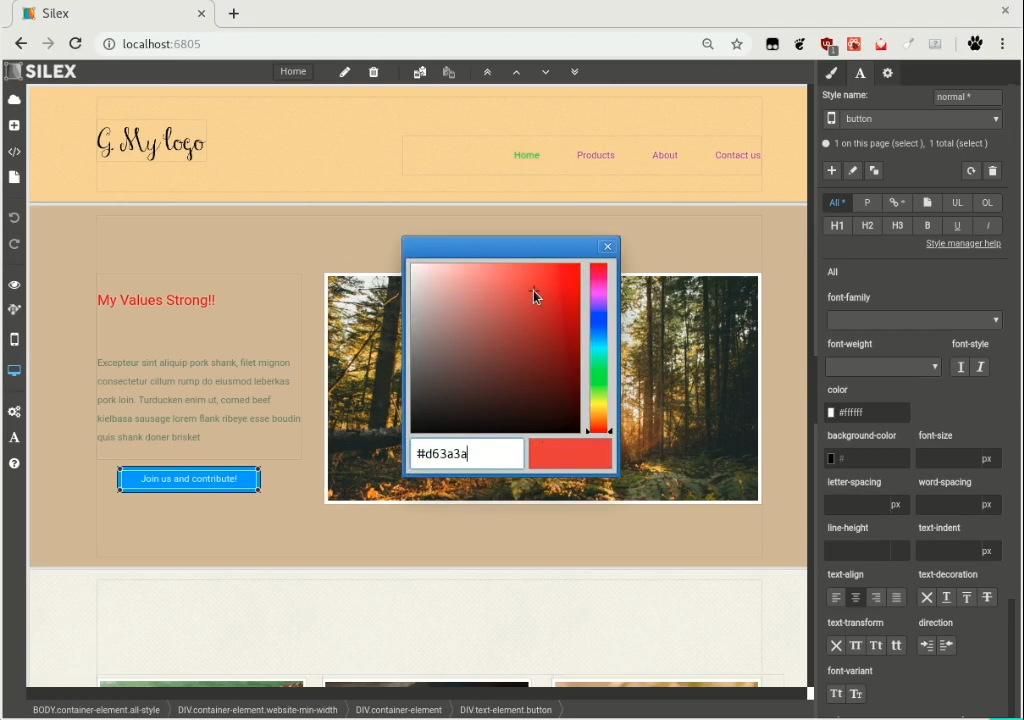 Silex
localhost:6805
1
SILEX
Home
Style name:
normal *
button
1 on this page (select ), 1 total (select )
All *
P
UL
OL
H1
H2
H3
B
U
I
Style manager help
All
font-family
font-weight
font-style
color
#ffffff
background-color
font-size
#
px
letter-spacing
word-spacing
px
px
line-height
text-indent
px
text-align
text-decoration
text-transform
direction
font-variant
G My logo
Home
Products
About
Contact us
My Values Strong!!
Excepteur sint aliquip pork shank, filet mignon
consectetur cillum rump do eiusmod leberkas
pork loin. Turducken enim ut, corned beef
kielbasa sausage lorem flank ribeye esse boudin
quis shank doner brisket
Join us and contribute!
#d63a3a
BODY.container-element.all-style
DIV.container-element.website-min-width
DIV.container-element
DIV.text-element.button